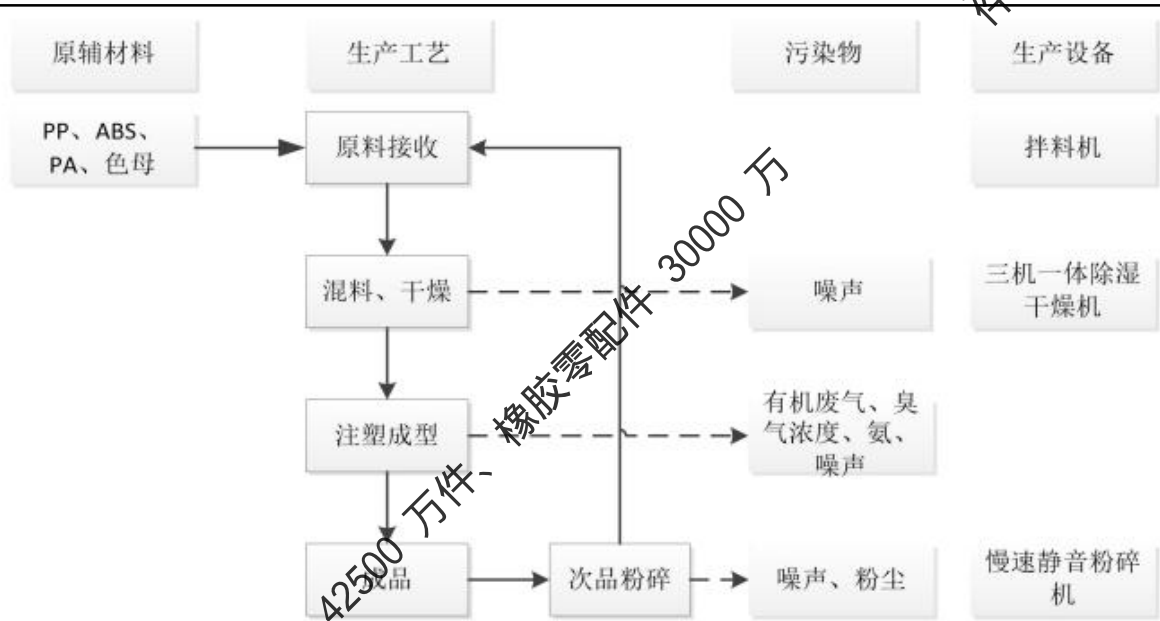 原辅材料
生产工艺
污染物
生产设备
PP、ABS、
PA、色母
原料接收
拌料机
混料、干燥
噪声
三机一体除湿
干燥机
注塑成型
有机废气、臭
气浓度、氨、
噪声
成品
次品粉碎
噪声、粉尘
慢速静音粉碎
机
42500 万件、橡胶零配件 30000 万
件